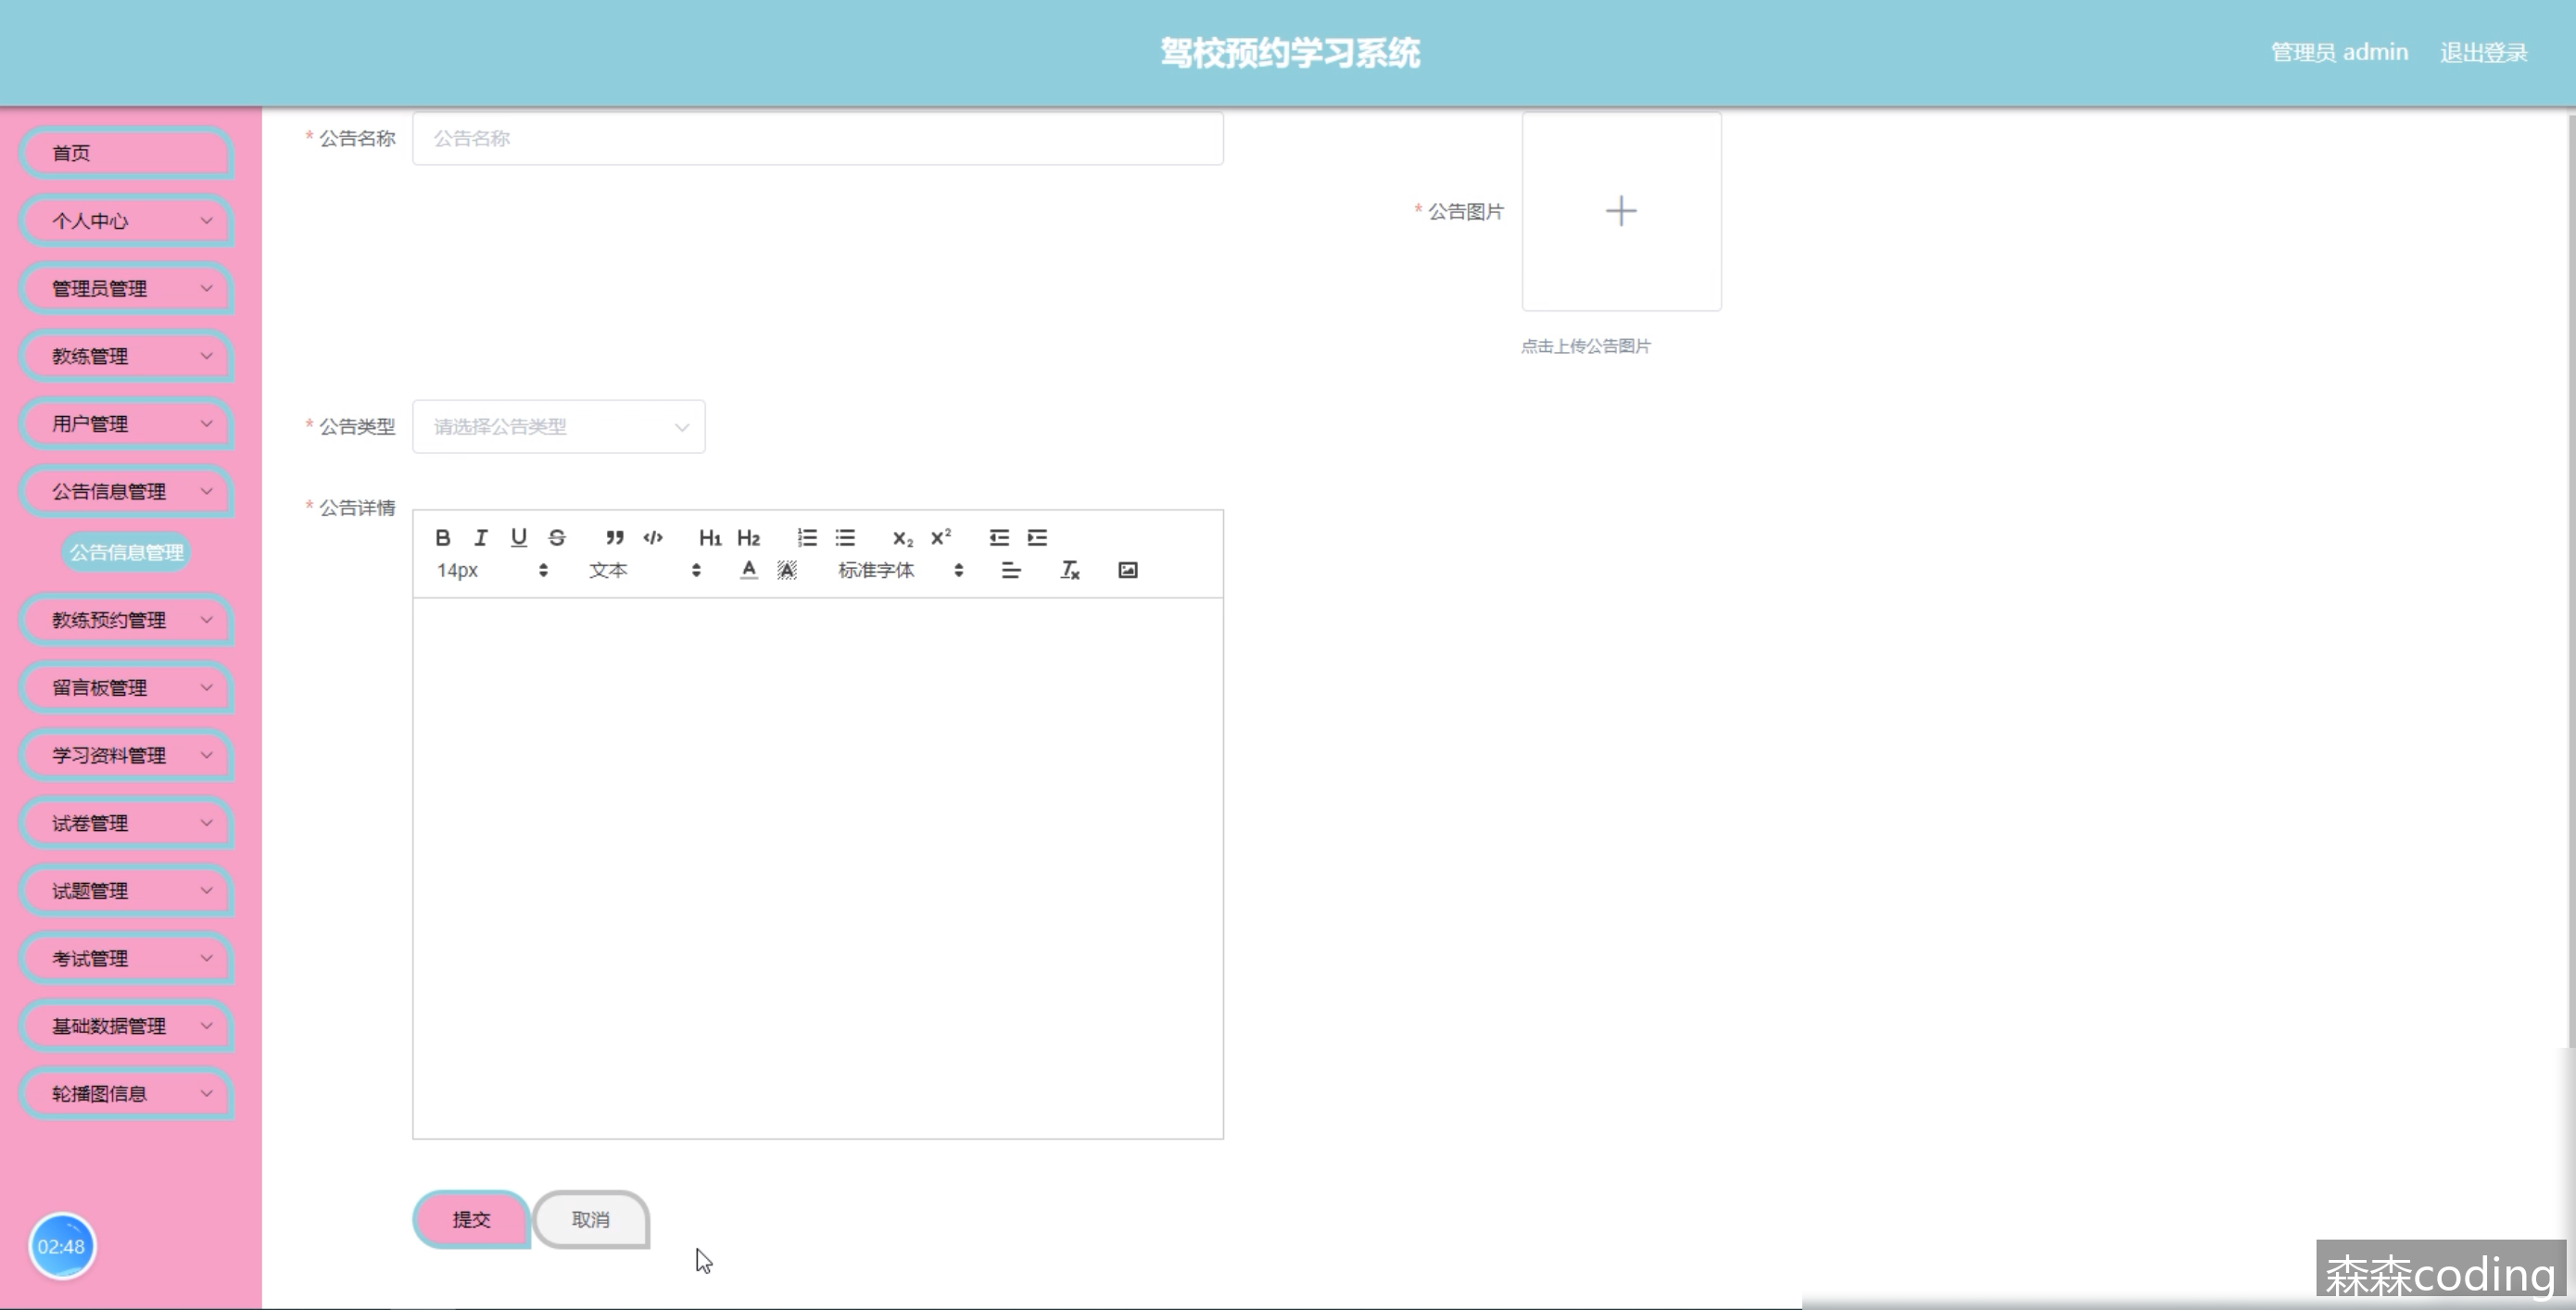 驾校预约学习系统
管理员 admin 退出登录
首页
个人中心
管理员管理
教练管理
用户管理
公告信息管理
公告信息管理
教练预约管理
留言板管理
学习资料管理
试卷管理
试题管理
考试管理
基础数据管理
轮播图信息
02:48
* 公告名称 公告名称
* 公告图片
点击上传公告图片
* 公告类型 请选择公告类型
* 公告详情
B I U S ” </> H1 H2 x2 x²
14px 文本 A A 标准字体 Tx
提交 取消
森森coding